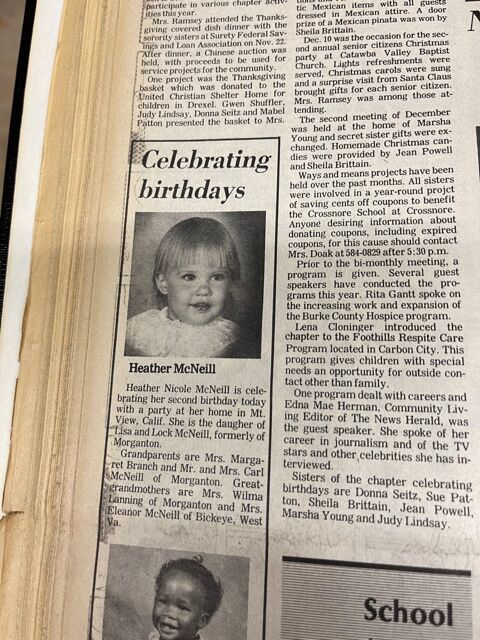 participate in various chapter activ-
ities this year.
Mrs. Ramsey attended the Thanks-
giving covered dish dinner with the
sorority sisters at Surety Federal Sav-
ings and Loan Association on Nov. 22.
After dinner, a Chinese auction was
held, with proceeds to be used for
service projects for the community.
One project was the Thanksgiving
basket which was donated to the
United Christian Shelter Home for
children in Drexel. Gwen Shuffler,
Judy Lindsay, Donna Seitz and Mabel
Patton presented the basket to Mrs.
Celebrating
birthdays
Heather McNeill
Heather Nicole McNeill is cele-
brating her second birthday today
with a party at her home in Mt.
View, Calif. She is the daughter of
Lisa and Lock McNeill, formerly of
Morganton.
Grandparents are Mrs. Marga-
ret Branch and Mr. and Mrs. Carl
McNeill of Morganton. Great-
grandmothers are Mrs. Wilma
Lanning of Morganton and Mrs.
Eleanor McNeill of Bickeye, West
Va.
tic Mexican items with all guests
dressed in Mexican attire. A door
prize of a Mexican pinata was won by
Sheila Brittain.
Dec. 10 was the occasion for the sec-
ond annual senior citizens Christmas
party at Catawba Valley Baptist
Church. Lights refreshments were
served, Christmas carols were sung
and a surprise visit from Santa Claus
brought gifts for each senior citizen.
Mrs. Ramsey was among those at-
tending.
The second meeting of December
was held at the home of Marsha
Young and secret sister gifts were ex-
changed. Homemade Christmas can-
dies were provided by Jean Powell
and Sheila Brittain.
Ways and means projects have been
held over the past months. All sisters
were involved in a year-round projct
of saving cents off coupons to benefit
the Crossnore School at Crossnore.
Anyone desiring information about
donating coupons, including expired
coupons, for this cause should contact
Mrs. Doak at 584-0829 after 5:30 p.m.
Prior to the bi-monthly meeting, a
program is given. Several guest
speakers have conducted the pro-
grams this year. Rita Gantt spoke on
the increasing work and expansion of
the Burke County Hospice program.
Lena Cloninger introduced the
chapter to the Foothills Respite Care
Program located in Carbon City. This
program gives children with special
needs an opportunity for outside con-
tact other than family.
One program dealt with careers and
Edna Mae Herman, Community Liv-
ing Editor of The News Herald, was
the guest speaker. She spoke of her
career in journalism and of the TV
stars and other celebrities she has in-
terviewed.
Sisters of the chapter celebrating
birthdays are Donna Seitz, Sue Pat-
ton, Sheila Brittain, Jean Powell,
Marsha Young and Judy Lindsay.
School